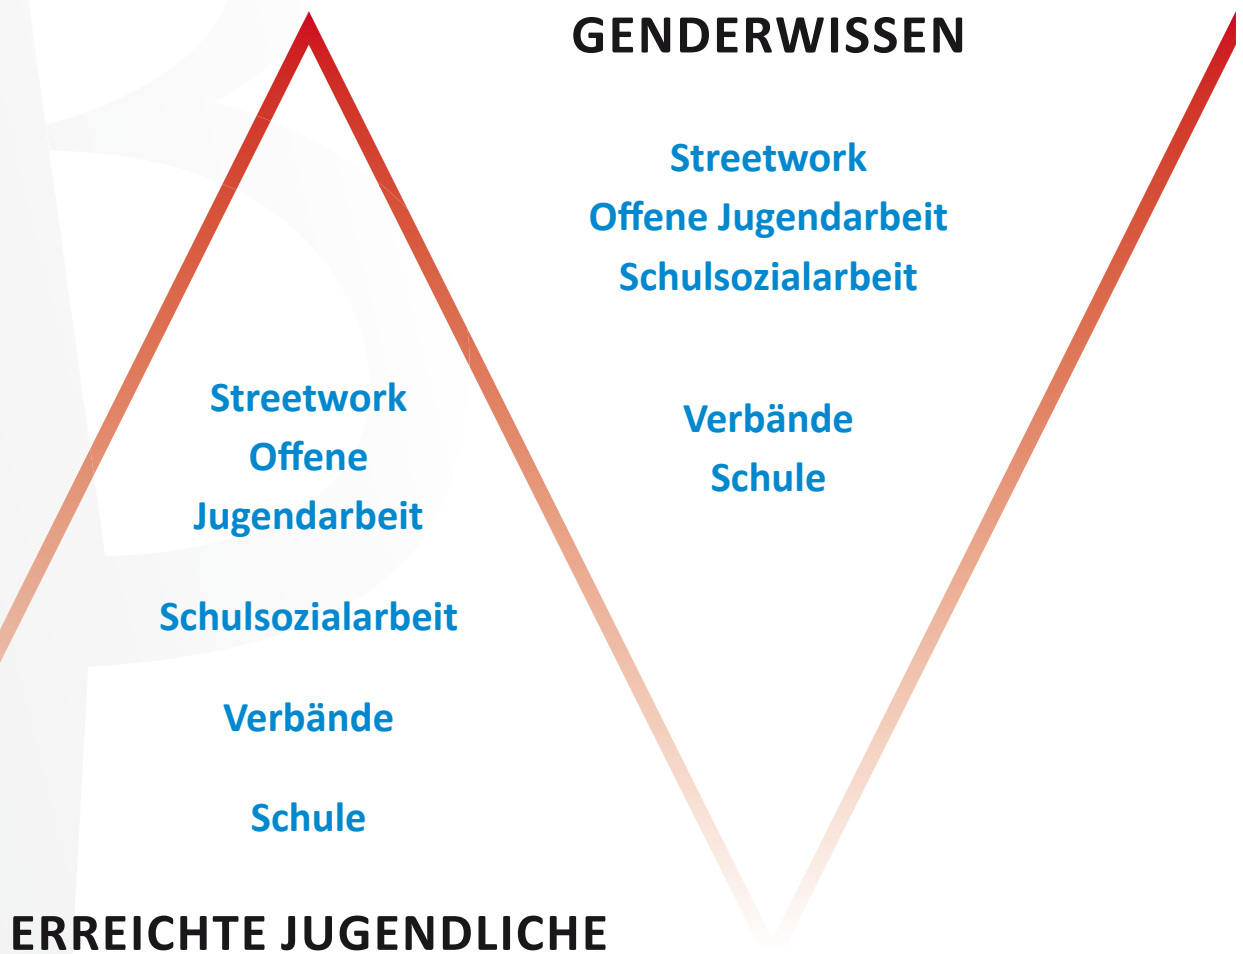 GENDERWISSEN
Streetwork
Offene Jugendarbeit
Schulsozialarbeit
Verbände
Schule
Streetwork
Offene
Jugendarbeit
Schulsozialarbeit
Verbände
Schule
ERREICHTE JUGENDLICHE